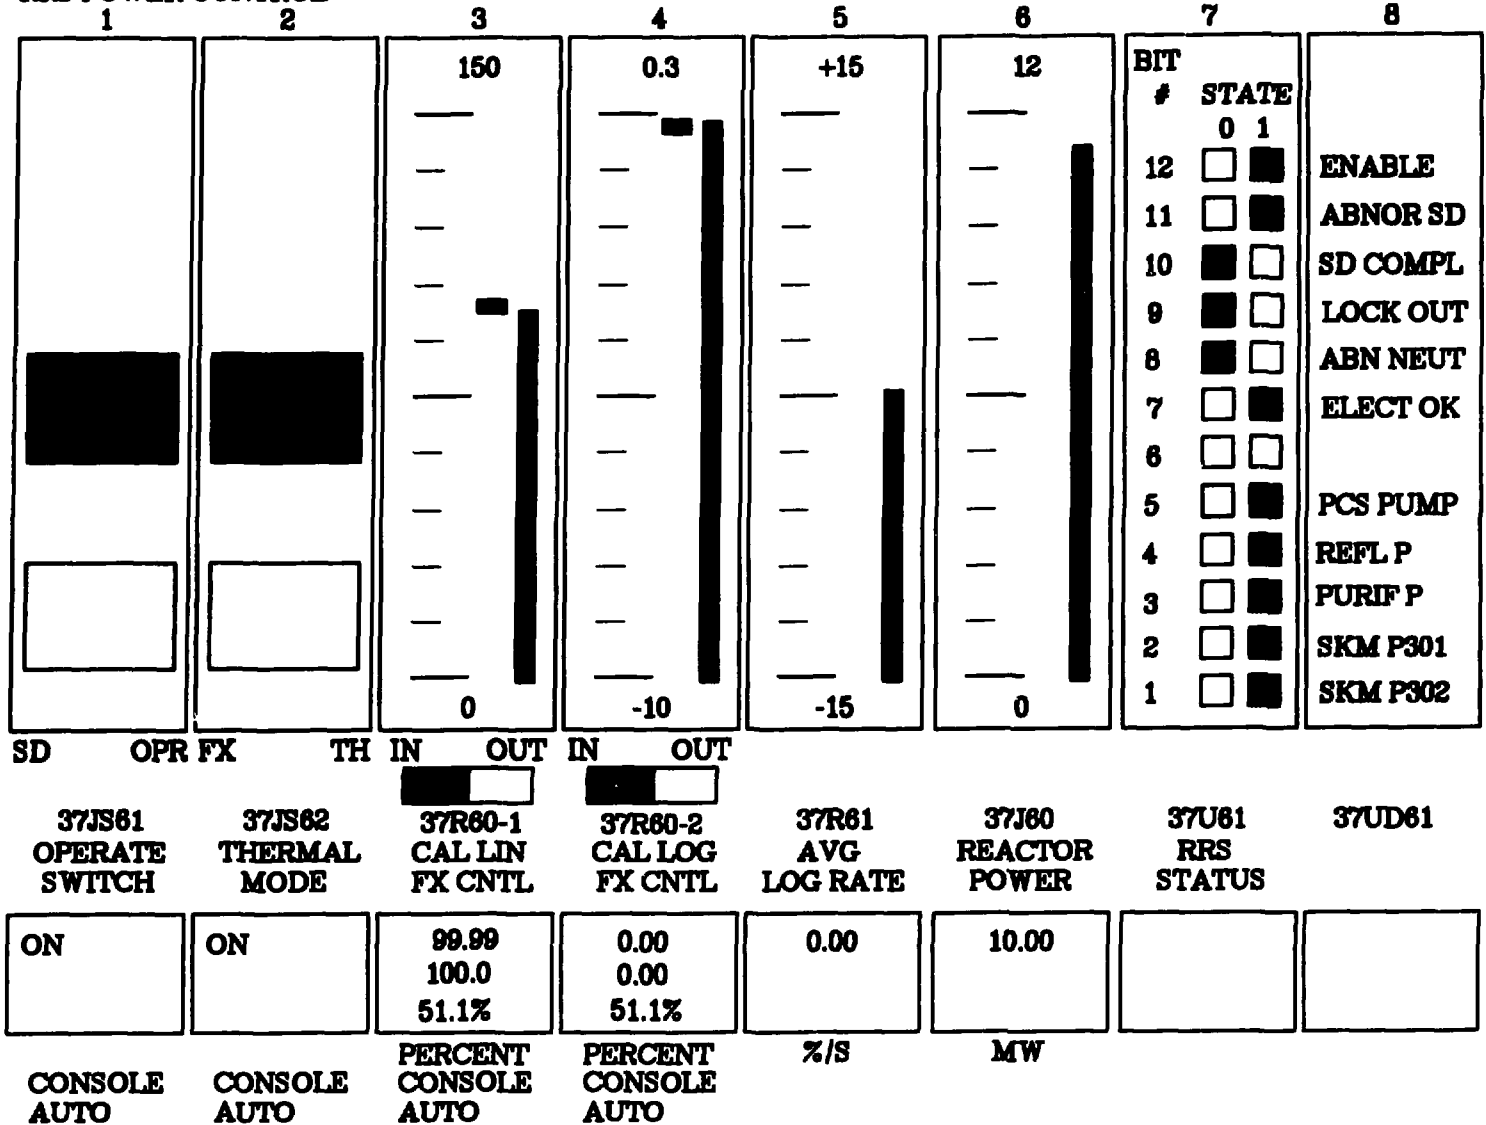 1 2 3 4 5 6 7 8
150 0.3 +15 12 BIT
# STATE
0 1
12 ENABLE
11 ABNOR SD
10 SD COMPL
9 LOCK OUT
8 ABN NEUT
7 ELECT OK
6
5 PCS PUMP
4 REFL P
3 PURIF P
2 SKM P301
1 SKM P302
0 -10 -15 0
SD OPR FX TH IN OUT IN OUT
37JS61 37JS62 37R60-1 37R60-2 37R61 37J60 37U61 37UD61
OPERATE THERMAL CAL LIN CAL LOG AVG REACTOR RRS
SWITCH MODE FX CNTL FX CNTL LOG RATE POWER STATUS
ON ON 99.99 0.00 0.00 10.00
100.0 0.00
51.1% 51.1%
PERCENT PERCENT %/S MW
CONSOLE CONSOLE CONSOLE CONSOLE
AUTO AUTO AUTO AUTO